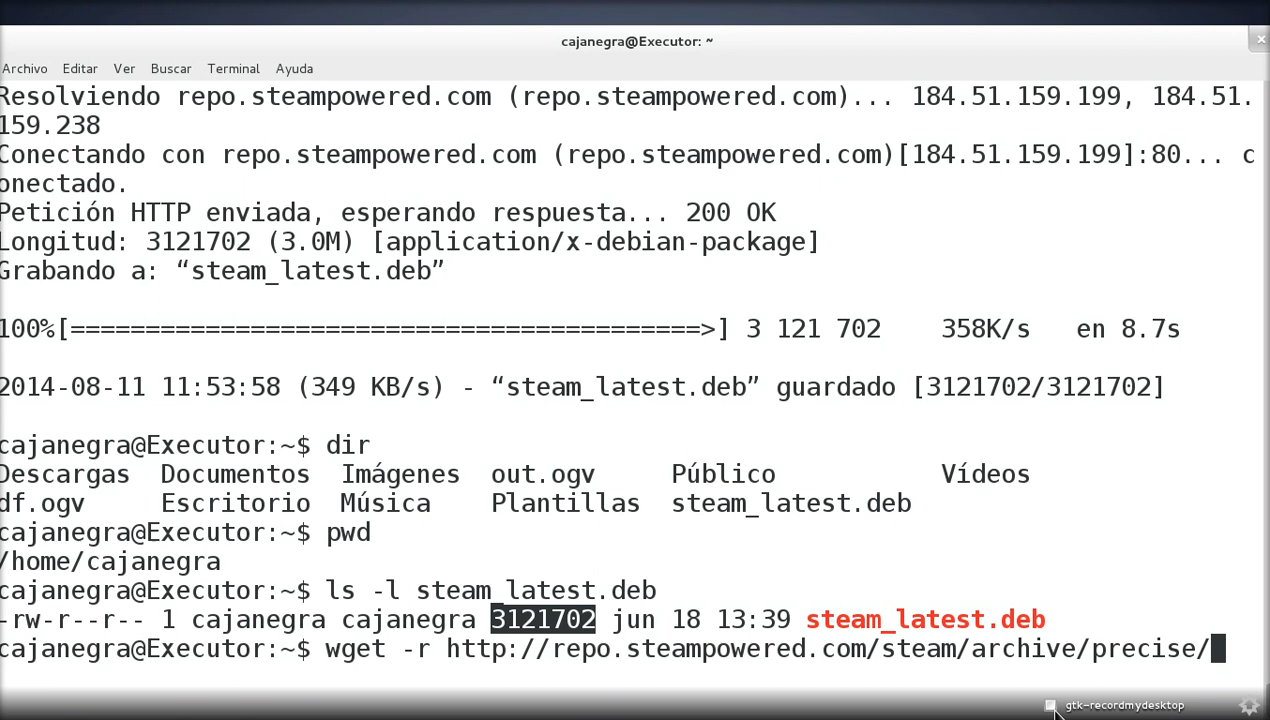 cajanegra@Executor: ~
Archivo Editar Ver Buscar Terminal Ayuda
Resolviendo repo.steampowered.com (repo.steampowered.com)... 184.51.159.199, 184.51.
159.238
Conectando con repo.steampowered.com (repo.steampowered.com)[184.51.159.199]:80... c
onectado.
Petición HTTP enviada, esperando respuesta... 200 OK
Longitud: 3121702 (3.0M) [application/x-debian-package]
Grabando a: “steam_latest.deb”
100%[==========================================>] 3 121 702    358K/s   en 8.7s
2014-08-11 11:53:58 (349 KB/s) - “steam_latest.deb” guardado [3121702/3121702]
cajanegra@Executor:~$ dir
Descargas  Documentos  Imágenes  out.ogv     Público           Vídeos
df.ogv     Escritorio  Música    Plantillas  steam_latest.deb
cajanegra@Executor:~$ pwd
/home/cajanegra
cajanegra@Executor:~$ ls -l steam_latest.deb
-rw-r--r-- 1 cajanegra cajanegra 3121702 jun 18 13:39 steam_latest.deb
cajanegra@Executor:~$ wget -r http://repo.steampowered.com/steam/archive/precise/
gtk-recordmydesktop